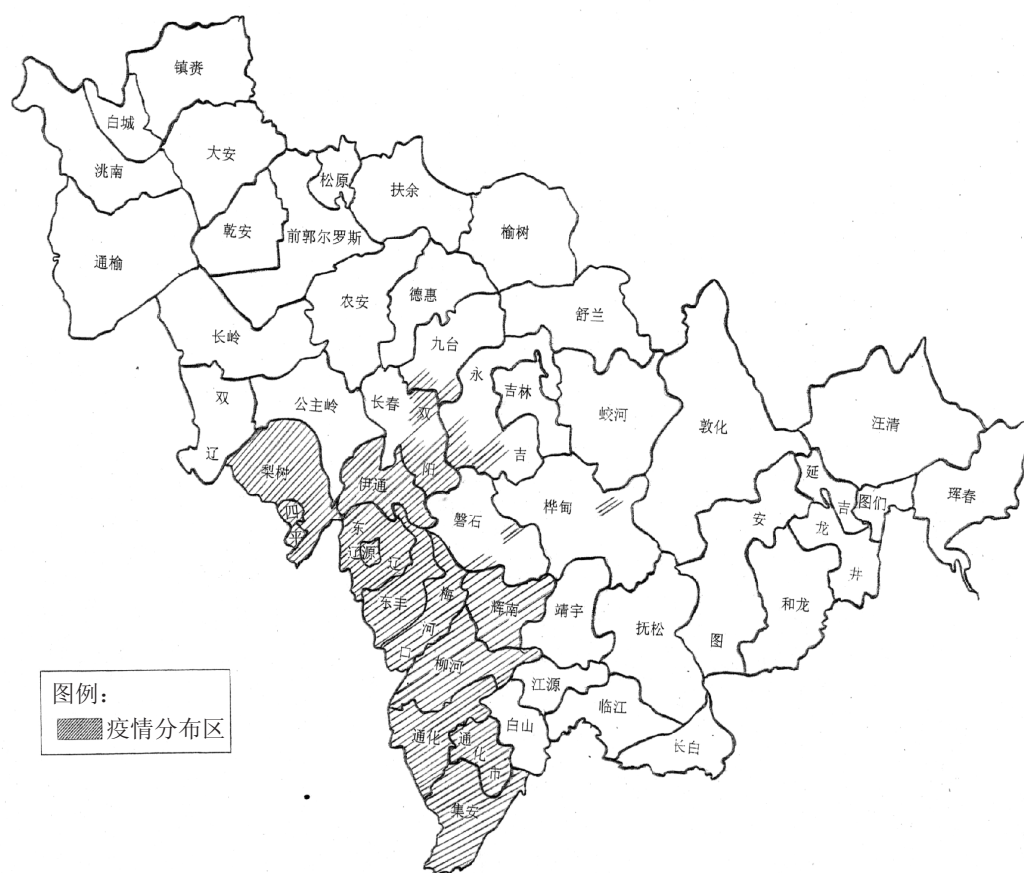 镇赉
白城
大安
洮南
松原
扶余
乾安
前郭尔罗斯
榆树
通榆
农安
德惠
舒兰
长岭
九台
永吉
吉林
双辽
公主岭
长春
双阳
蛟河
敦化
汪清
梨树
伊通
延吉
图们
珲春
四平
东辽
辽源
磐石
桦甸
安图
龙井
东丰
梅河口
辉南
靖宇
抚松
和龙
柳河
江源
临江
白山
长白
通化
通化市
集安
图例：
疫情分布区